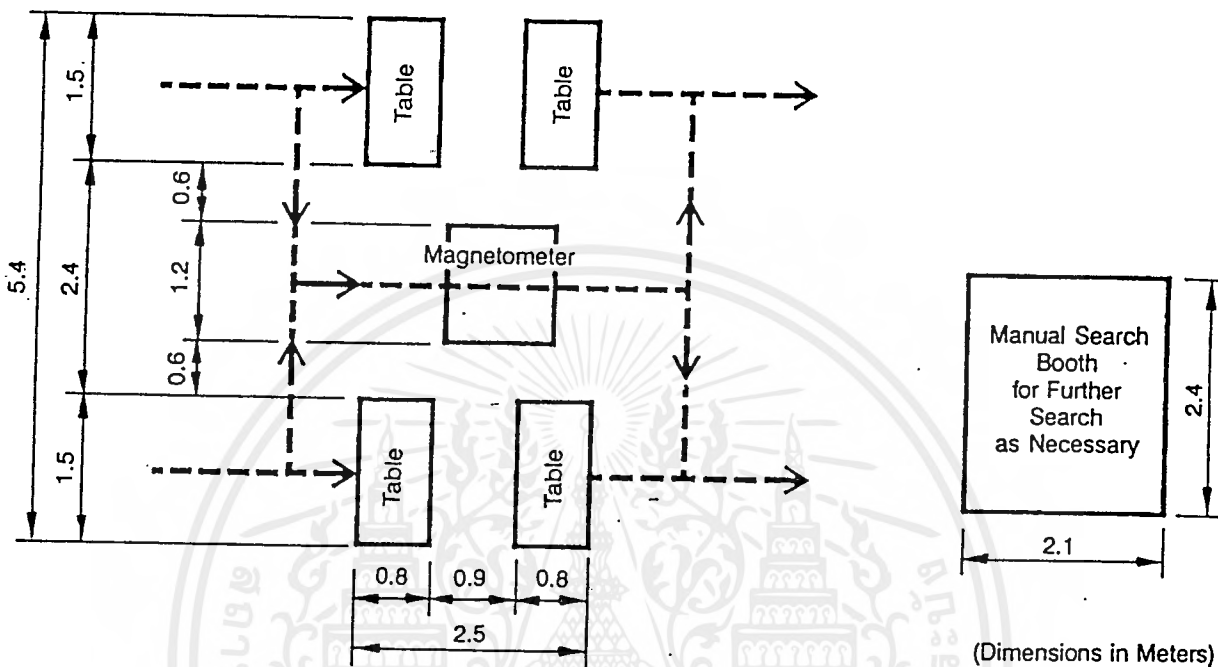 5.4
1.5
2.4
1.5
0.6
1.2
0.6
Table
Table
Magnetometer
Table
Table
0.8
0.9
0.8
2.5
Manual Search
Booth
for Further
Search
as Necessary
2.4
2.1
(Dimensions in Meters)